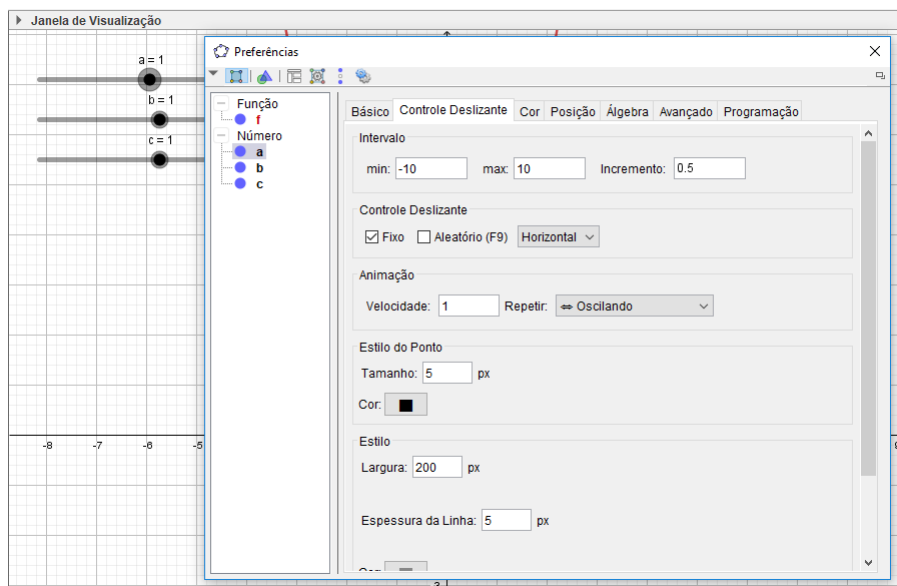 Janela de Visualização
a = 1
b = 1
c = 1
-8 -7 -6 -5
Preferências
Função
f
Número
a
b
c
Básico Controle Deslizante Cor Posição Álgebra Avançado Programação
Intervalo
min: -10 max: 10 Incremento: 0.5
Controle Deslizante
Fixo Aleatório (F9) Horizontal
Animação
Velocidade: 1 Repetir: ⇔ Oscilando
Estilo do Ponto
Tamanho: 5 px
Cor:
Estilo
Largura: 200 px
Espessura da Linha: 5 px